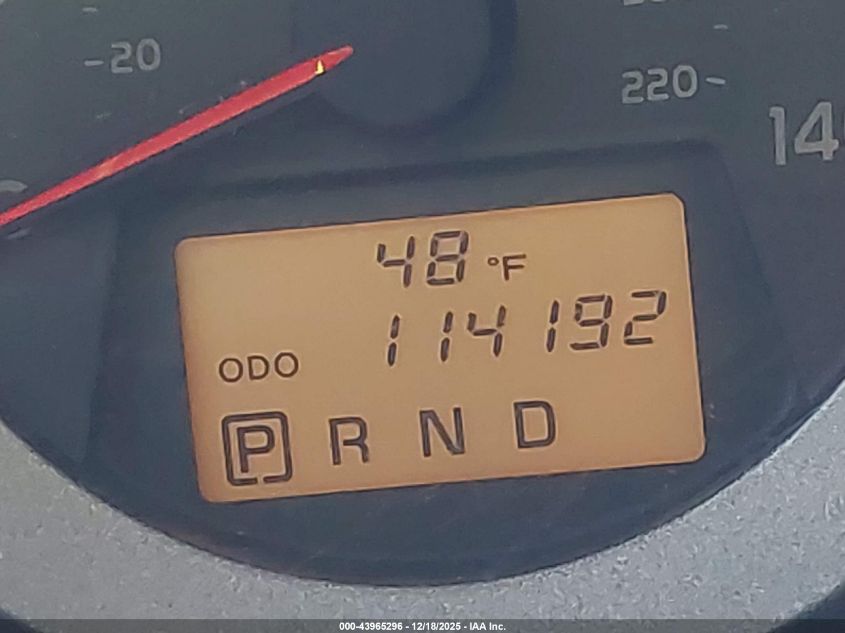 20
220
14
48 °F
ODO 114192
P R N D
000-43965296 - 12/18/2025 - IAA Inc.